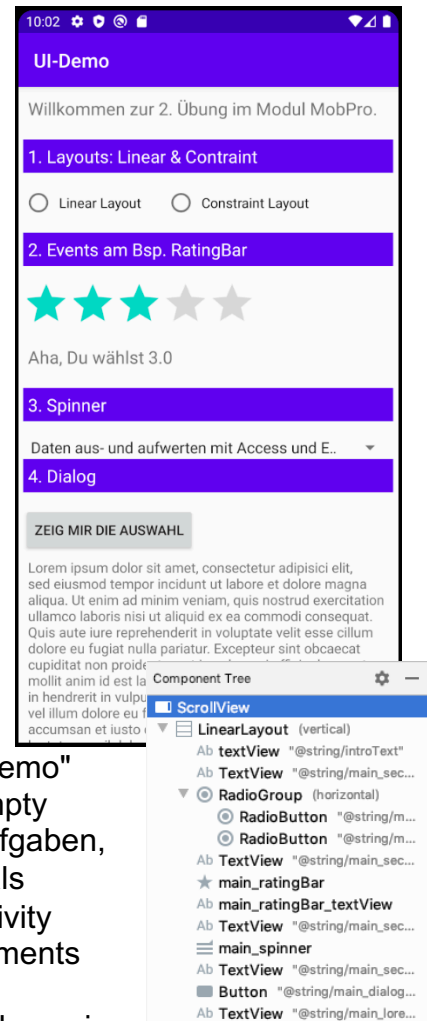 10:02
UI-Demo
Willkommen zur 2. Übung im Modul MobPro.
1. Layouts: Linear & Contraint
Linear Layout Constraint Layout
2. Events am Bsp. RatingBar
Aha, Du wählst 3.0
3. Spinner
Daten aus- und aufwerten mit Access und E..
4. Dialog
ZEIG MIR DIE AUSWAHL
Lorem ipsum dolor sit amet, consectetur adipisici elit,
sed eiusmod tempor incidunt ut labore et dolore magna
aliqua. Ut enim ad minim veniam, quis nostrud exercitation
ullamco laboris nisi ut aliquid ex ea commodi consequat.
Quis aute iure reprehenderit in voluptate velit esse cillum
dolore eu fugiat nulla pariatur. Excepteur sint obcaecat
cupiditat non
mollit anim id est
in hendrerit in
vel illum dolore eu
accumsan et iusto
Component Tree
ScrollView
LinearLayout (vertical)
Ab textView "@string/introText"
Ab TextView "@string/main_sec...
RadioGroup (horizontal)
RadioButton "@string/m...
RadioButton "@string/m...
Ab TextView "@string/main_sec...
main_ratingBar
Ab main_ratingBar_textView
Ab TextView "@string/main_sec...
main_spinner
Ab TextView "@string/main_sec...
Button "@string/main_dialog...
Ab TextView "@string/main_lore...
emo"
npty
fgaben,
ls
ivity
ments